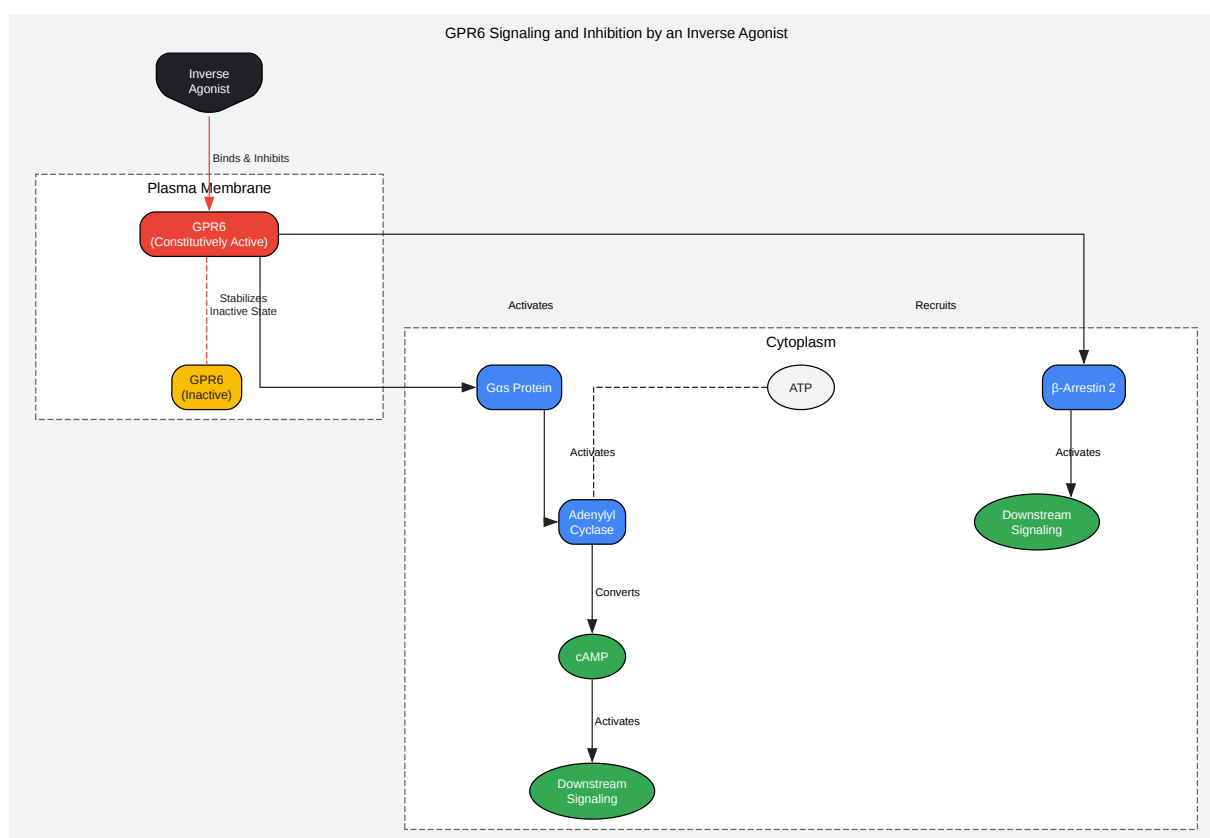 GPR6 Signaling and Inhibition by an Inverse Agonist
Inverse
Agonist
Binds & Inhibits
Plasma Membrane
GPR6
(Constitutively Active)
Stabilizes
Inactive State
Activates
Recruits
Cytoplasm
GPR6
(Inactive)
Gαs Protein
ATP
β-Arrestin 2
Activates
Activates
Adenylyl
Cyclase
Downstream
Signaling
Converts
cAMP
Activates
Downstream
Signaling